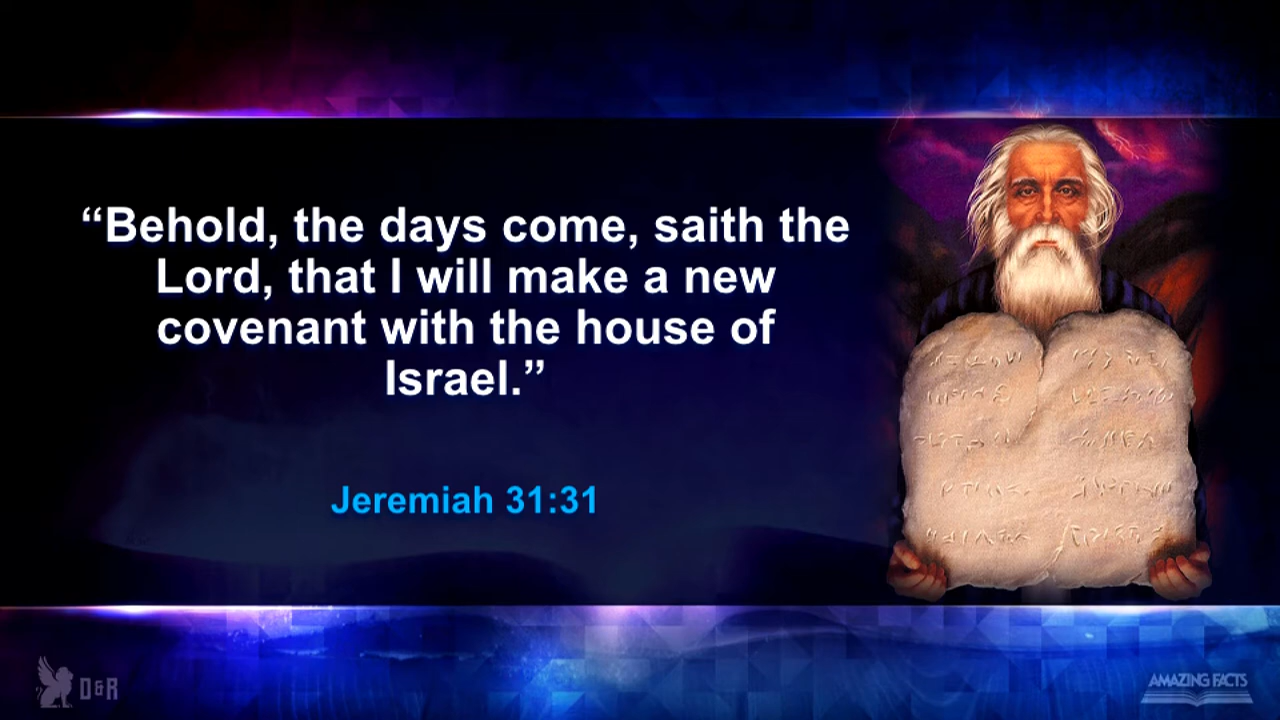 “Behold, the days come, saith the
Lord, that I will make a new
covenant with the house of
Israel.”
Jeremiah 31:31
D&R
AMAZING FACTS